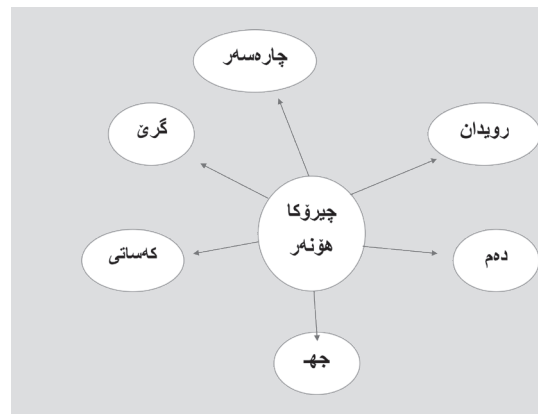 چارەسەر
گرێ
رویدان
چیرۆکا
هۆنەر
کەساتی
دەم
جهـ